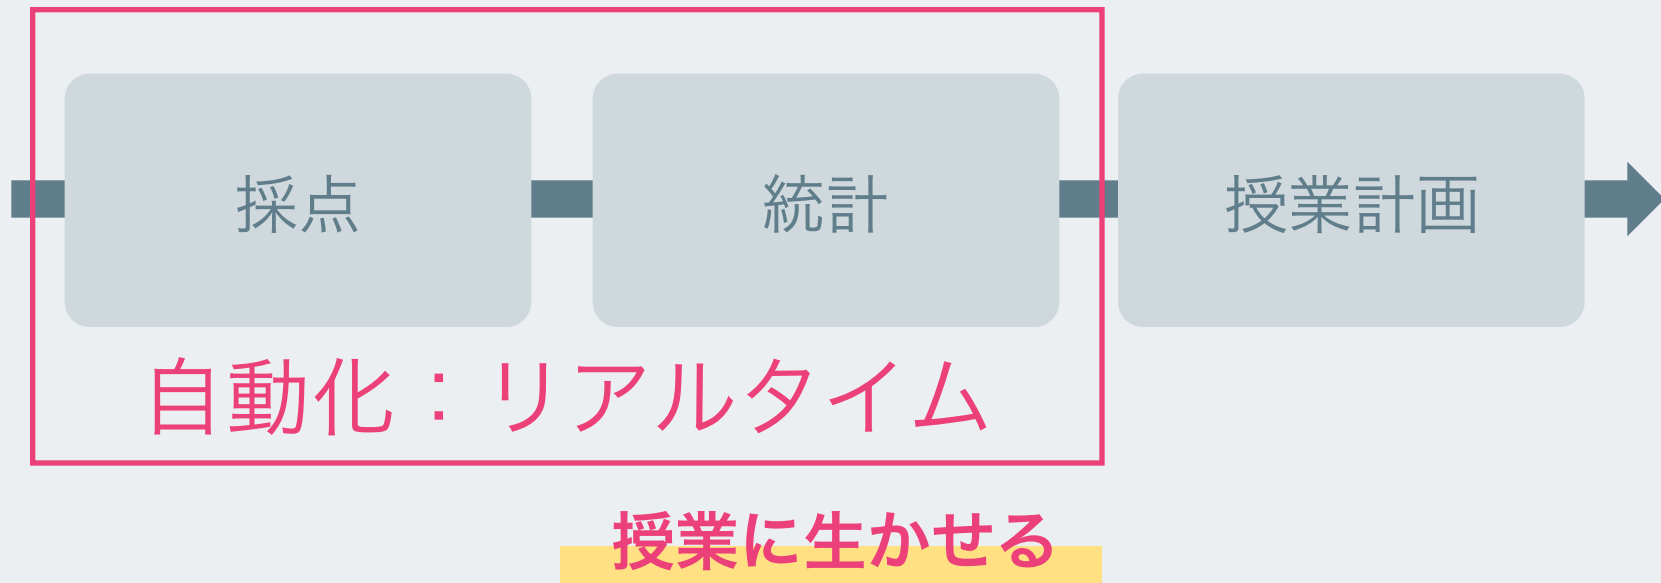 採点
統計
授業計画
自動化：リアルタイム
授業に生かせる